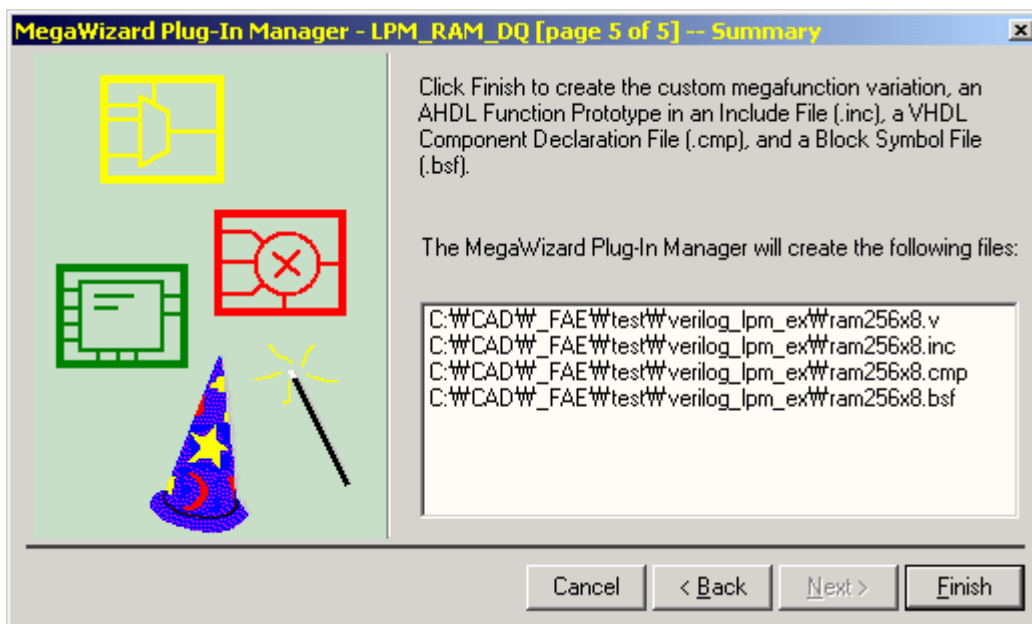 MegaWizard Plug-In Manager - LPM_RAM_DQ [page 5 of 5] -- Summary
Click Finish to create the custom megafunction variation, an
AHDL Function Prototype in an Include File (.inc), a VHDL
Component Declaration File (.cmp), and a Block Symbol File
(.bsf).
The MegaWizard Plug-In Manager will create the following files:
C:₩CAD₩_FAE₩test₩verilog_lpm_ex₩ram256x8.v
C:₩CAD₩_FAE₩test₩verilog_lpm_ex₩ram256x8.inc
C:₩CAD₩_FAE₩test₩verilog_lpm_ex₩ram256x8.cmp
C:₩CAD₩_FAE₩test₩verilog_lpm_ex₩ram256x8.bsf
Cancel < Back Next > Finish